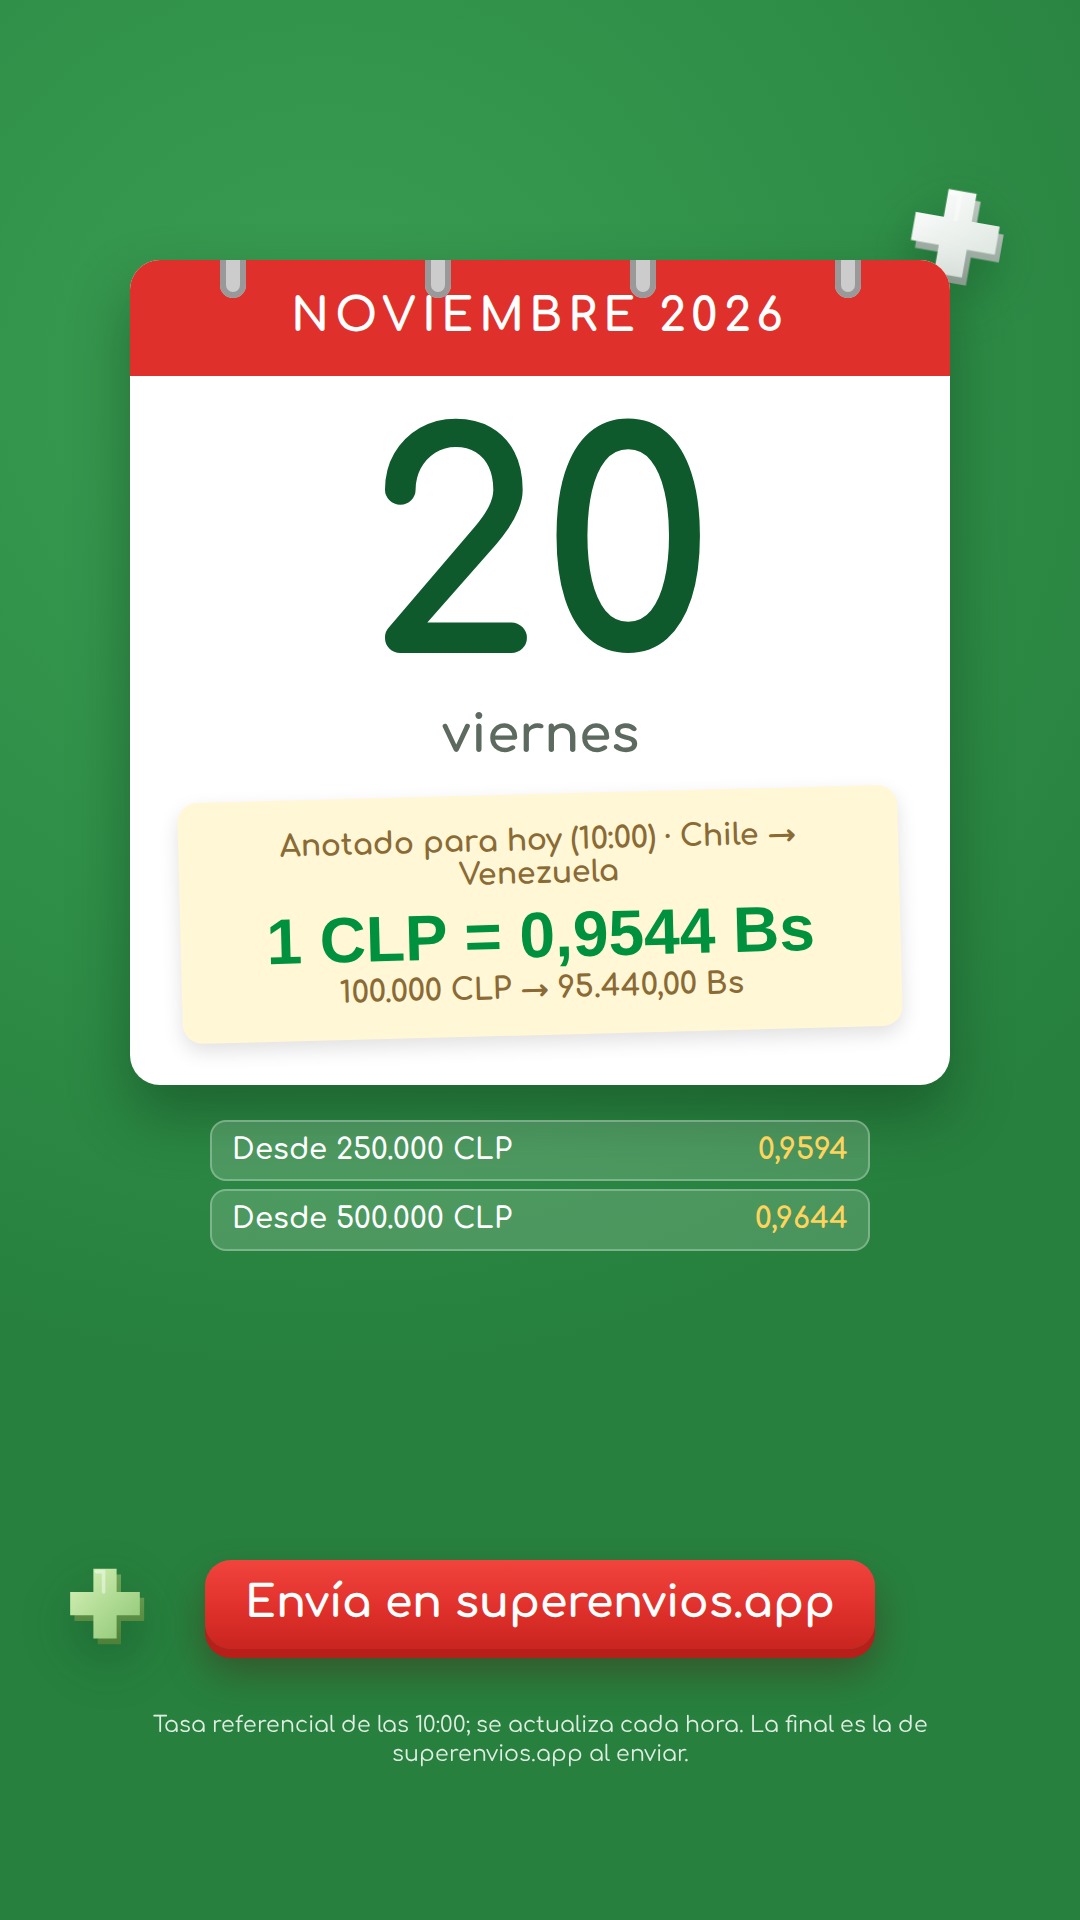 NOVIEMBRE 2026
20
viernes
Anotado para hoy (10:00) · Chile →
Venezuela
1 CLP = 0,9544 Bs
100.000 CLP → 95.440,00 Bs
Desde 250.000 CLP 0,9594
Desde 500.000 CLP 0,9644
Envía en superenvios.app
Tasa referencial de las 10:00; se actualiza cada hora. La final es la de
superenvios.app al enviar.